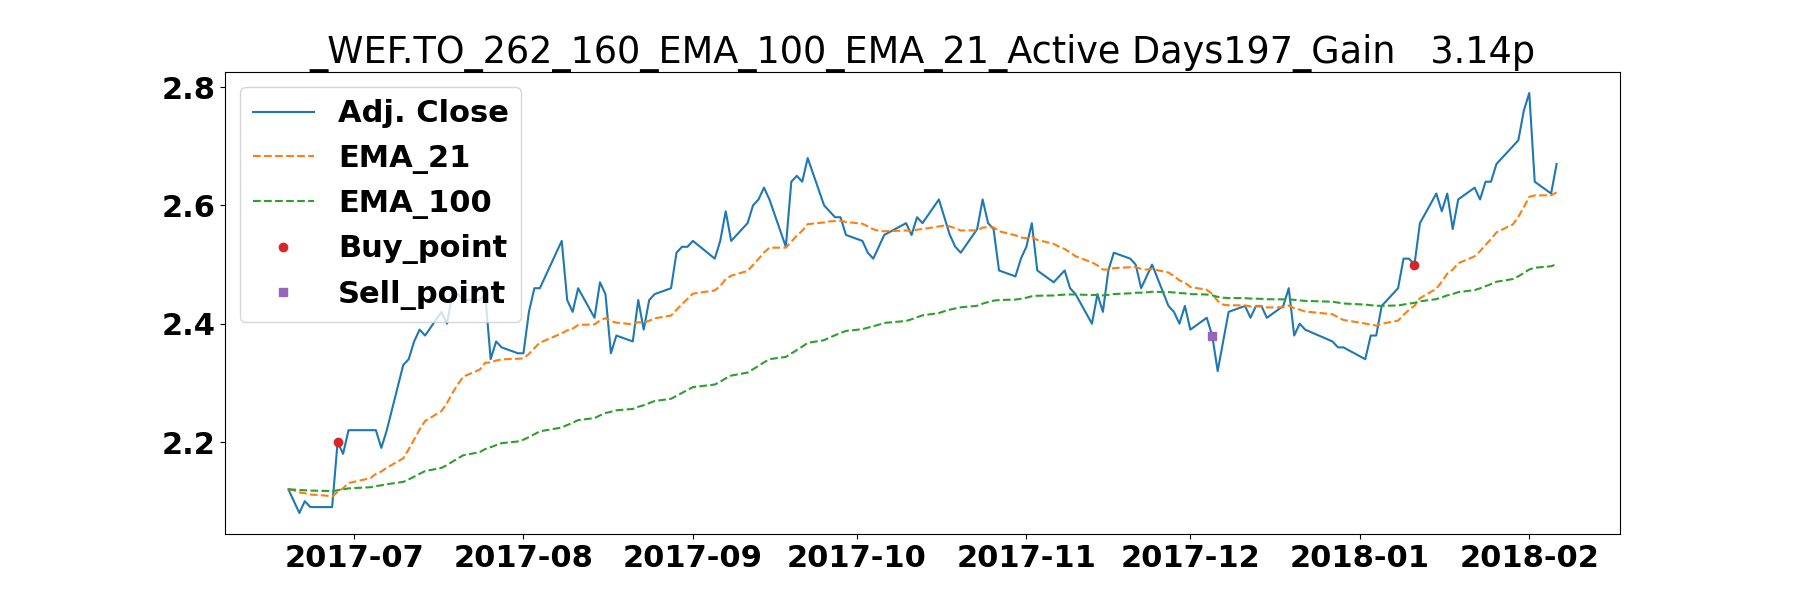 _WEF.TO_262_160_EMA_100_EMA_21_Active Days197_Gain   3.14p
2.8
2.6
2.4
2.2
Adj. Close
EMA_21
EMA_100
Buy_point
Sell_point
2017-07 2017-08 2017-09 2017-10 2017-11 2017-12 2018-01 2018-02